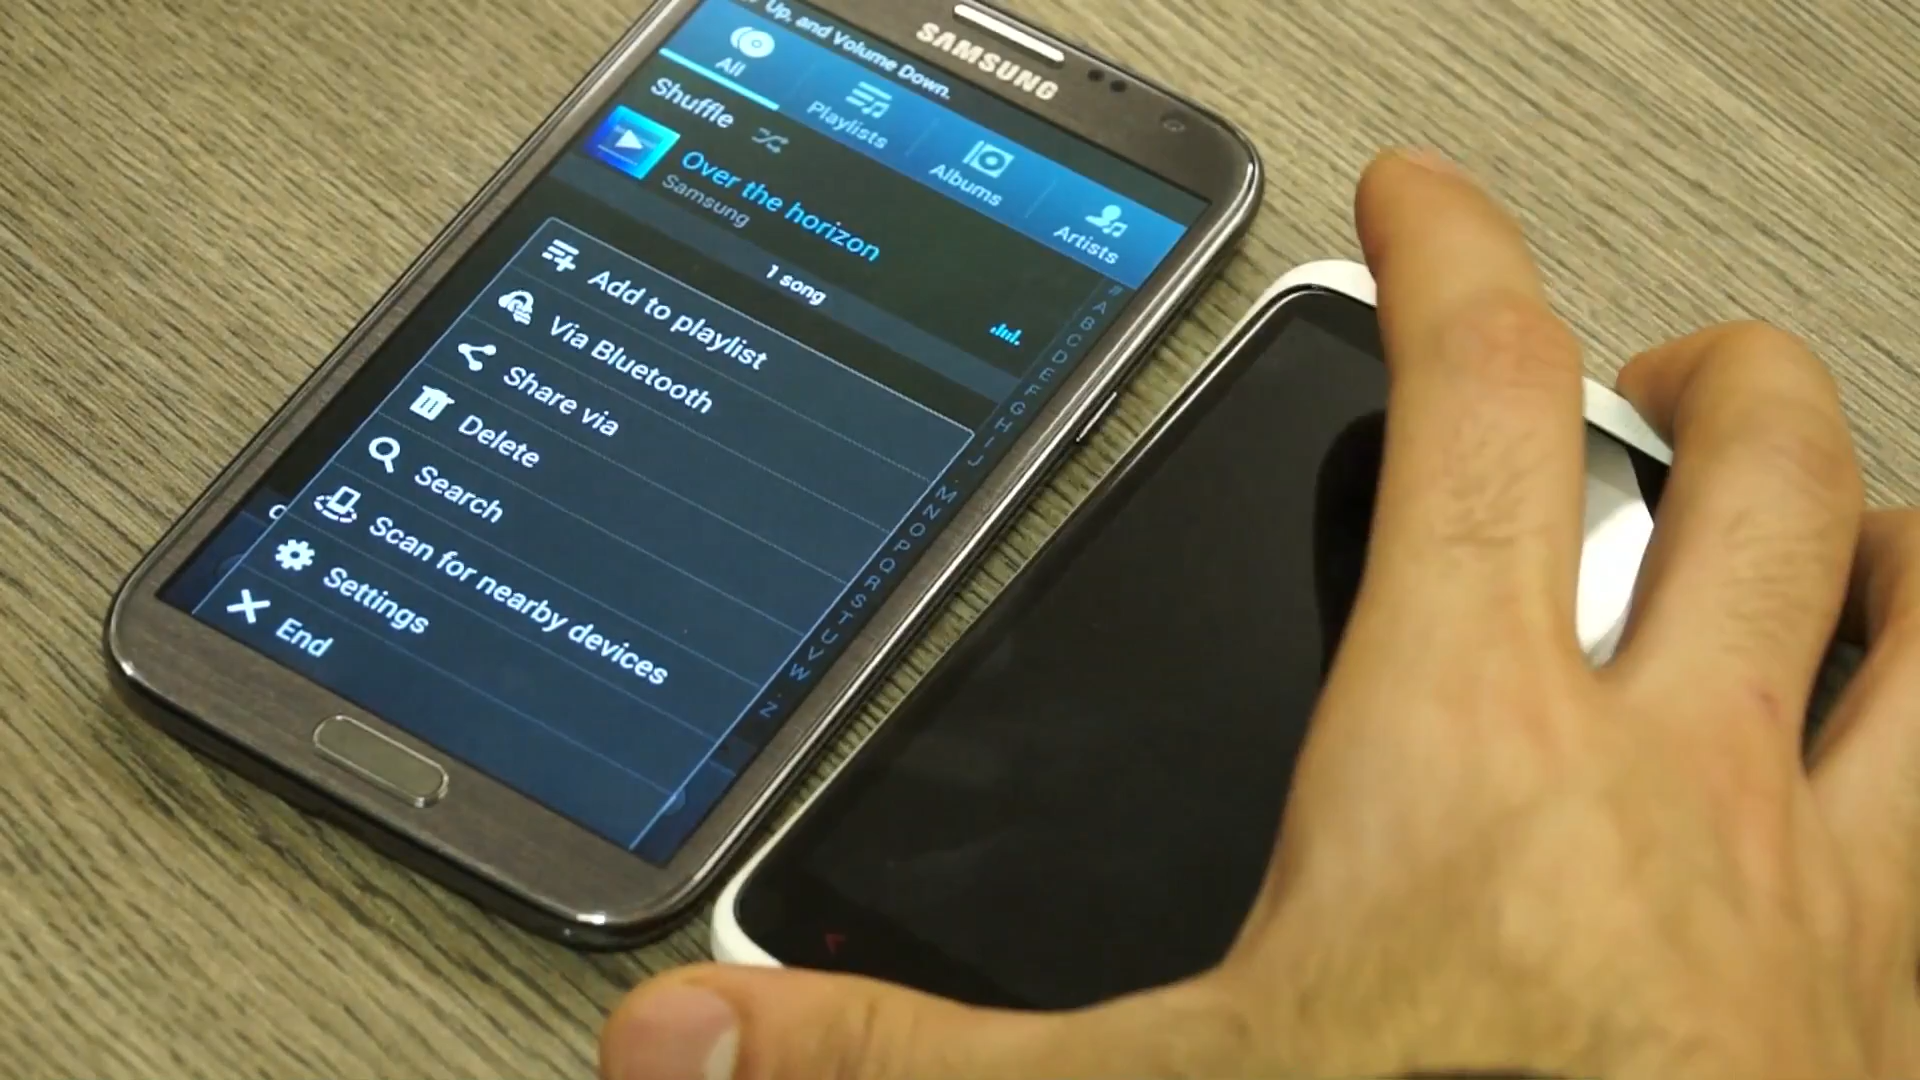 SAMSUNG
Up, and Volume Down.
All
Playlists
Albums
Artists
Shuffle
Over the horizon
Samsung
1 song
Add to playlist
Via Bluetooth
Share via
Delete
Search
Scan for nearby devices
Settings
End
#
A
B
C
D
E
F
G
H
I
J
.
M
N
O
P
Q
R
S
T
U
V
W
.
Z